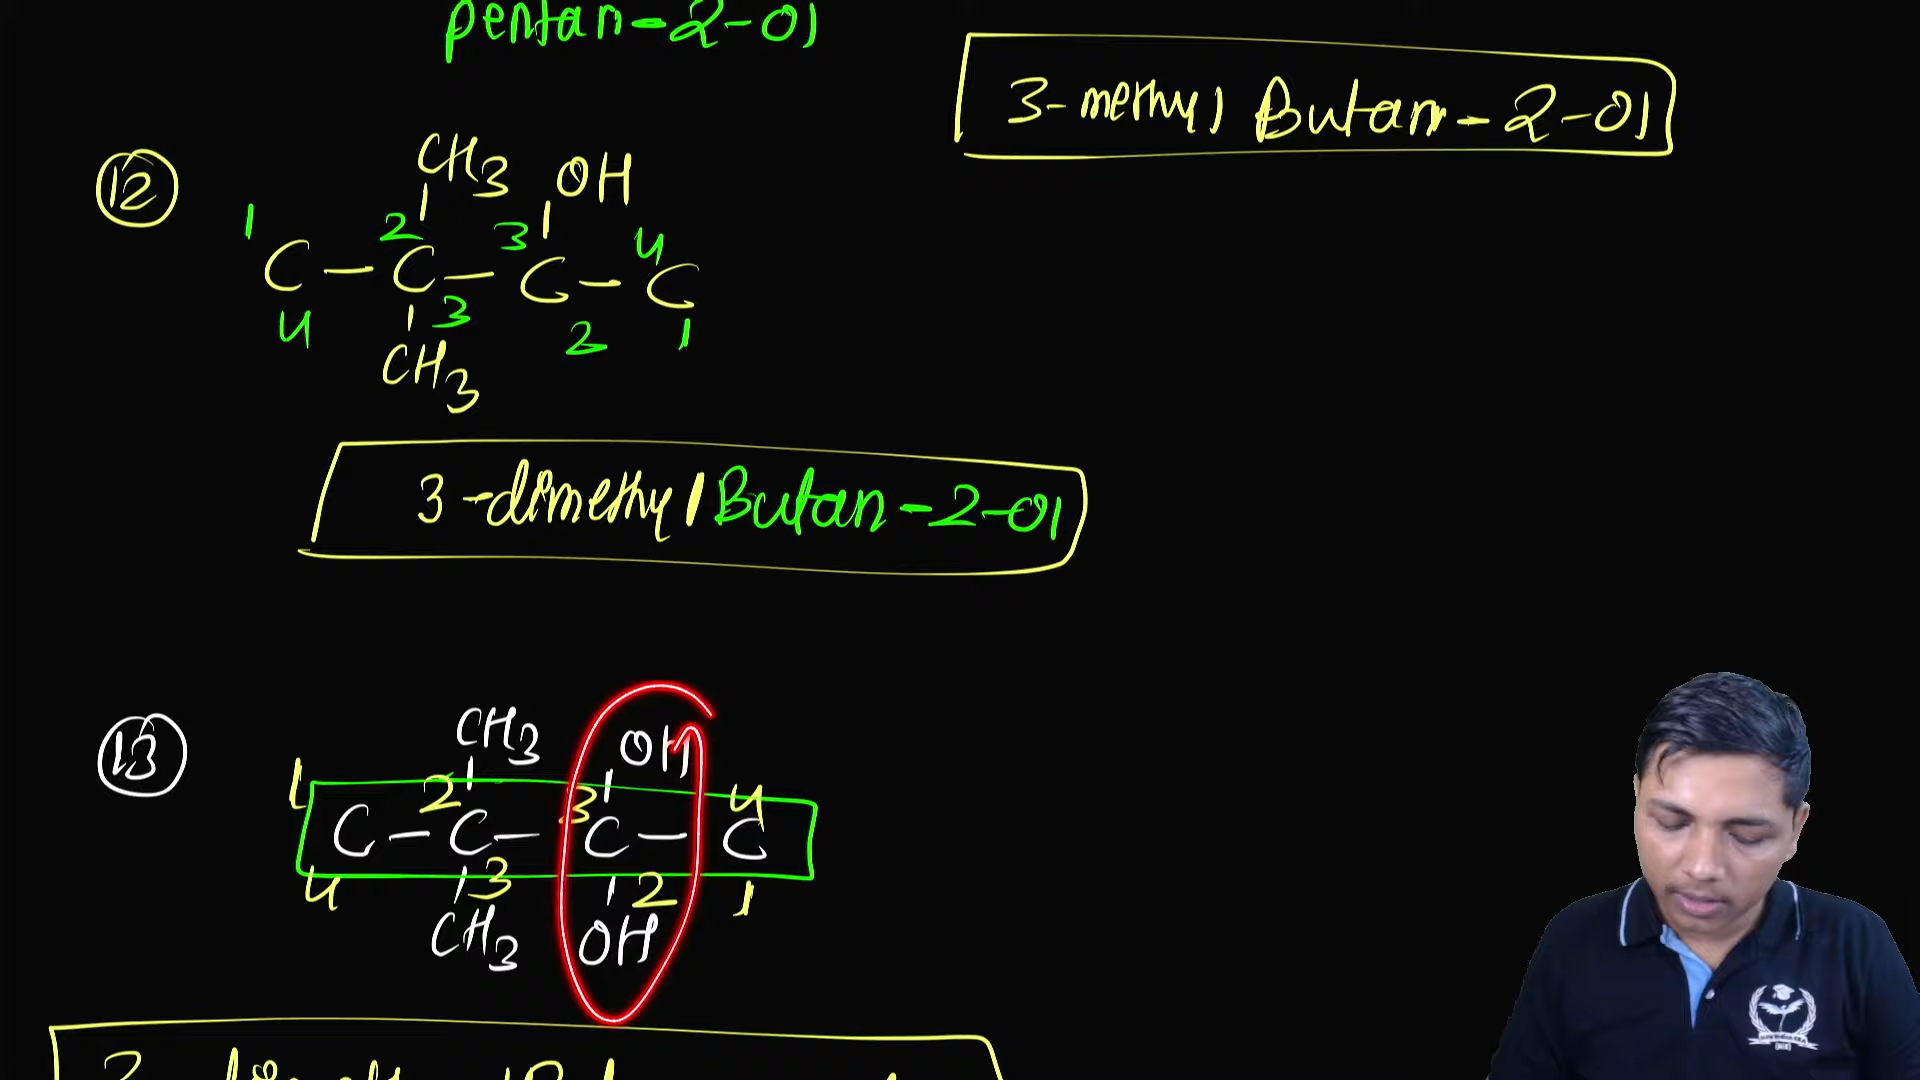 pentan-2-ol
3-methyl Butan-2-ol
12
CH3 OH
1 2 3 4
C-C-C-C
4 3 2 1
CH3
3-dimethyl Butan-2-ol
13
CH3 OH
1 2 3 4
C-C-C-C
4 3 2 1
CH3 OH